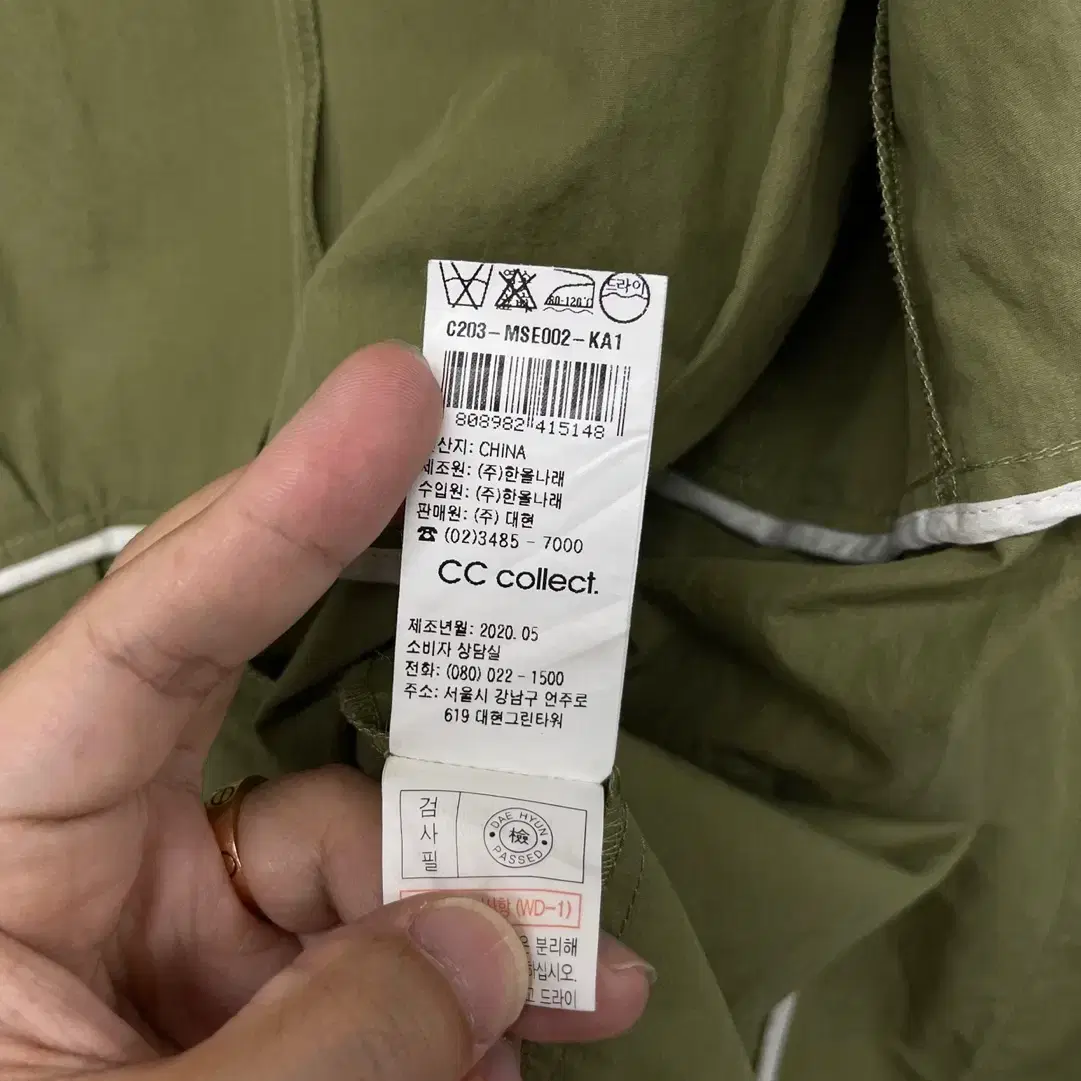 80-120℃ 드라이
C203-MSE002-KA1
808982 415148
산지: CHINA
제조원: (주)한올나래
수입원: (주)한올나래
판매원: (주) 대현
☎ (02)3485-7000
CC collect.
제조년월: 2020.05
소비자 상담실
전화: (080) 022-1500
주소: 서울시 강남구 언주로
619 대현그린타워
검사필
DAE HYUN
檢
PASSED
(WD-1)
분리해
하십시오.
드라이